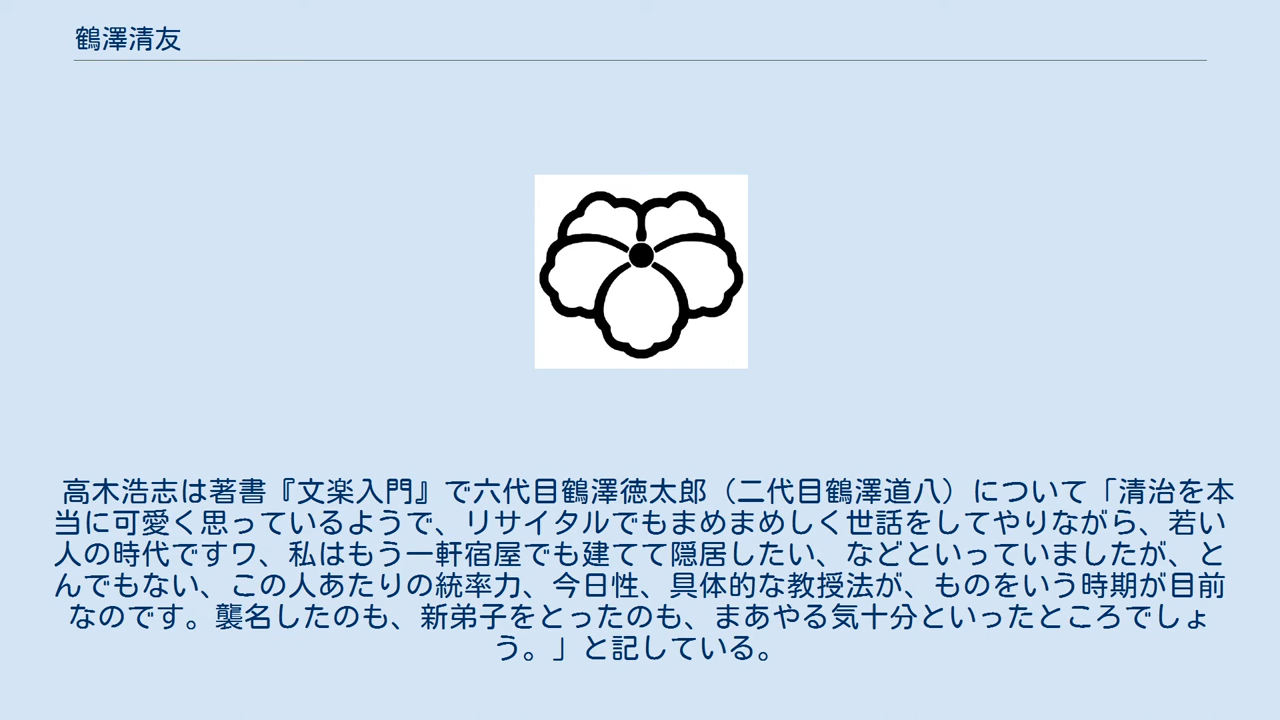 鶴澤清友
高木浩志は著書『文楽入門』で六代目鶴澤徳太郎（二代目鶴澤道八）について「清治を本
当に可愛く思っているようで、リサイタルでもまめまめしく世話をしてやりながら、若い
人の時代ですワ、私はもう一軒宿屋でも建てて隠居したい、などといっていましたが、と
んでもない、この人あたりの統率力、今日性、具体的な教授法が、ものをいう時期が目前
なのです。襲名したのも、新弟子をとったのも、まあやる気十分といったところでしょ
う。」と記している。